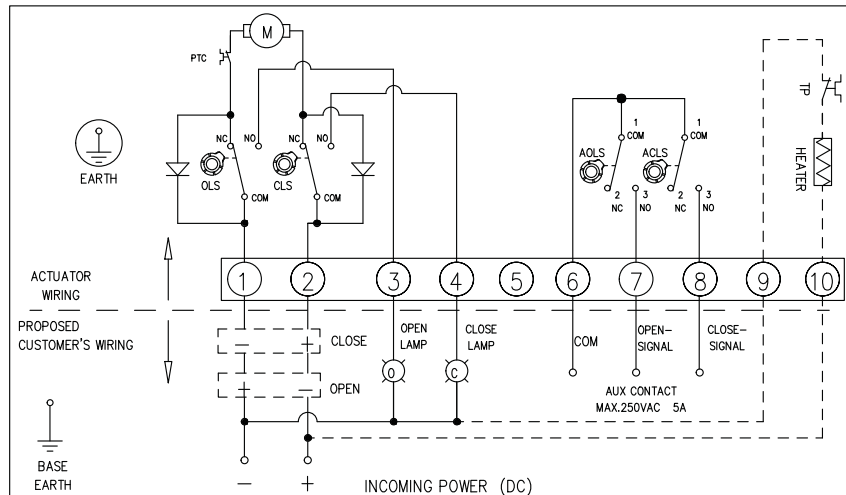 M
PTC
NC NO NC NO
OLS CLS
COM COM
EARTH
1 1
COM COM
AOLS ACLS
2 3 2 3
NC NO NC NO
TP
HEATER
ACTUATOR
WIRING
1 2 3 4 5 6 7 8 9 10
PROPOSED
CUSTOMER'S WIRING
− + CLOSE
+ − OPEN
OPEN
LAMP
O
CLOSE
LAMP
C
COM
OPEN-
SIGNAL
CLOSE-
SIGNAL
AUX CONTACT
MAX.250VAC 5A
BASE
EARTH
− + INCOMING POWER (DC)